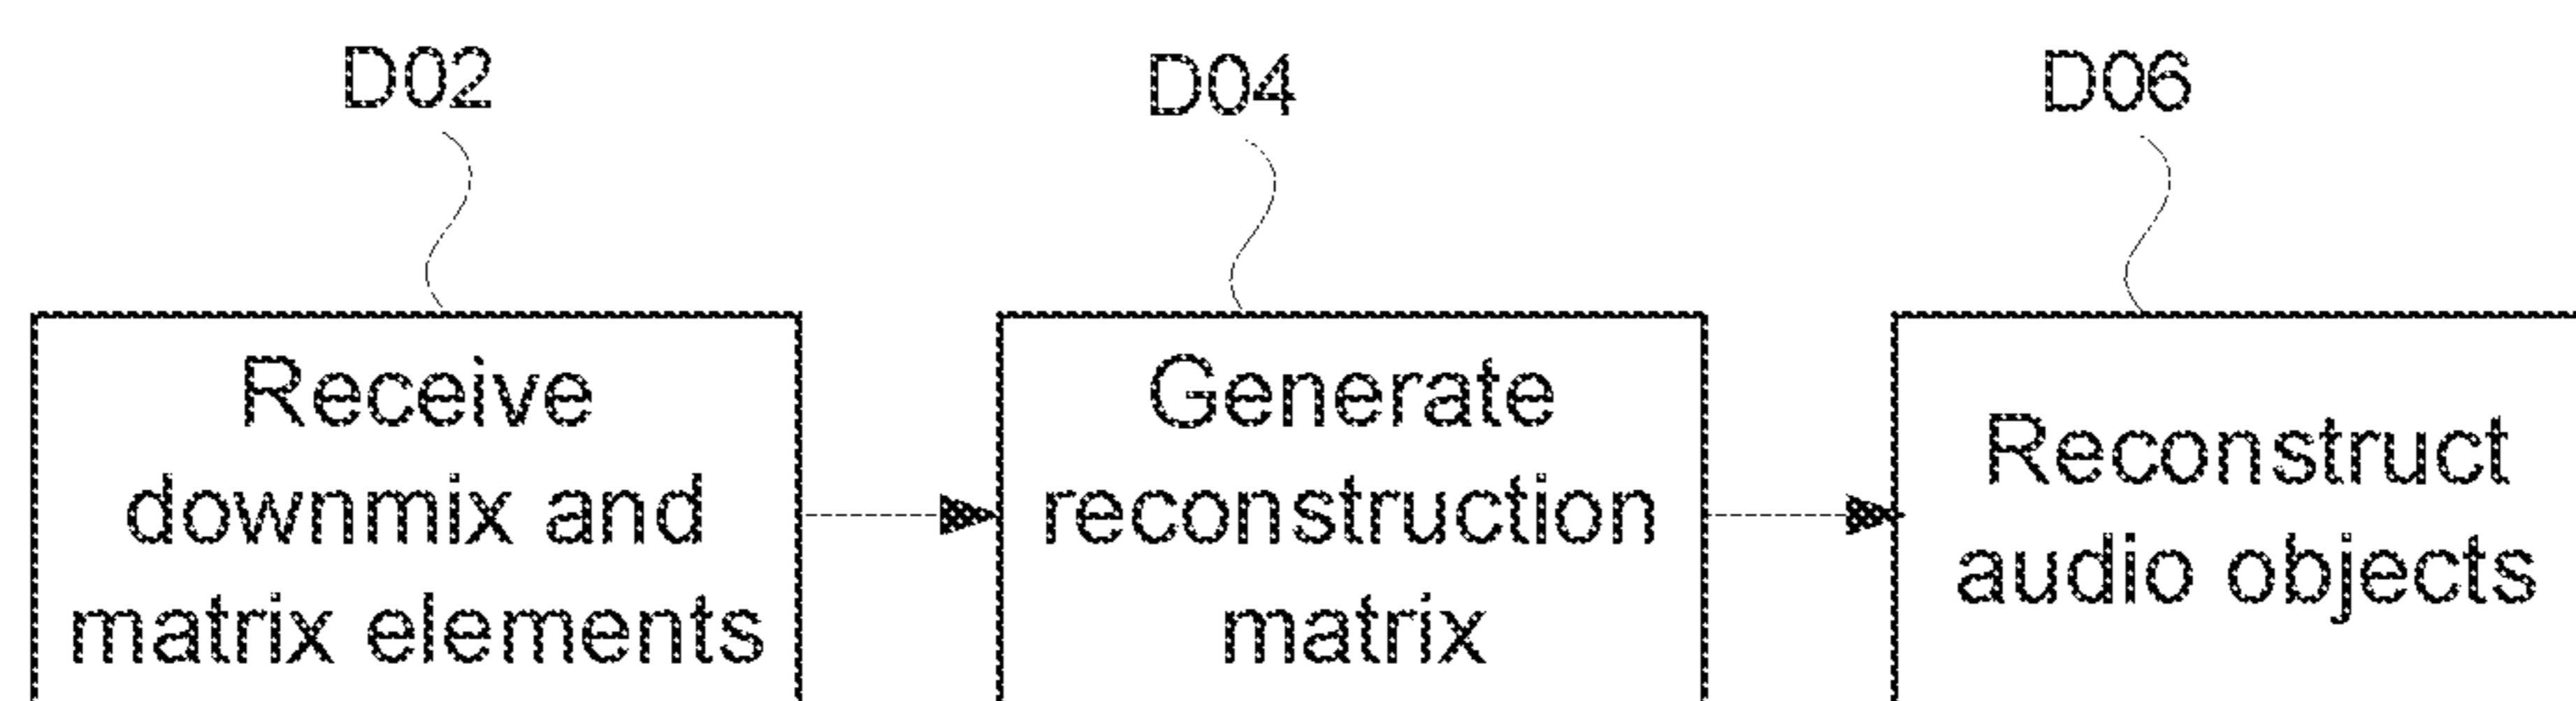 D02
D04
D06
Receive
downmix and
matrix elements
Generate
reconstruction
matrix
Reconstruct
audio objects